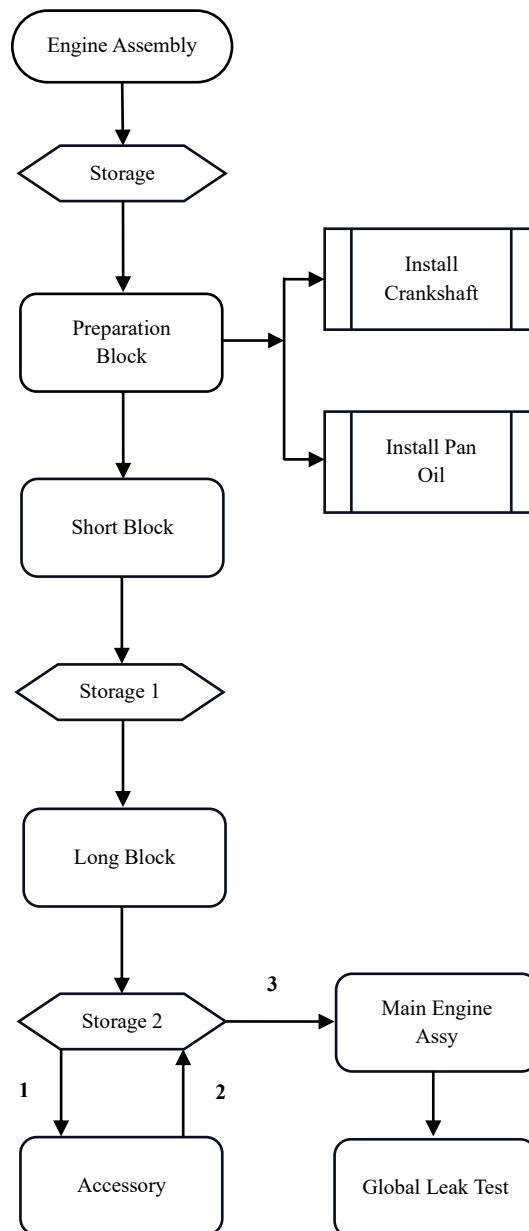 Engine Assembly
Storage
Install
Crankshaft
Preparation
Block
Install Pan
Oil
Short Block
Storage 1
Long Block
3
Main Engine
Assy
Storage 2
1
2
Accessory
Global Leak Test